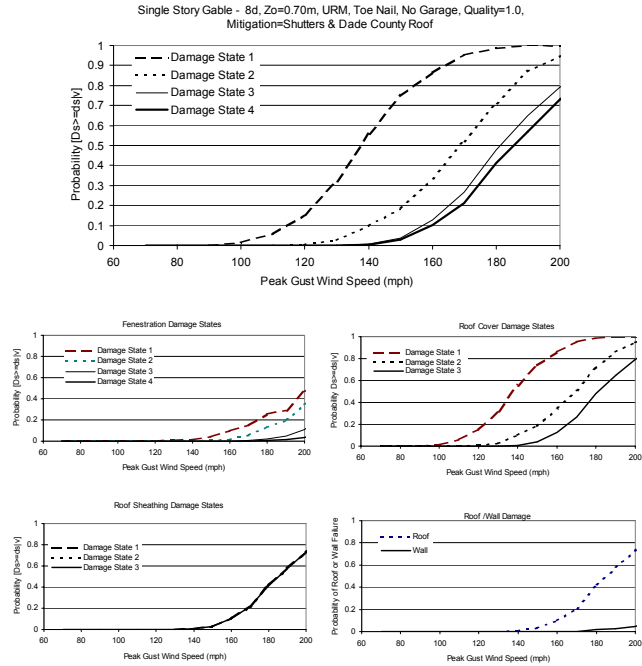 Single Story Gable - 8d, Zo=0.70m, URM, Toe Nail, No Garage, Quality=1.0,
Mitigation=Shutters & Dade County Roof
Probability [Ds>=ds|v)
1
0.9
0.8
0.7
0.6
0.5
0.4
0.3
0.2
0.1
0
Damage State 1
Damage State 2
Damage State 3
Damage State 4
60 80 100 120 140 160 180 200
Peak Gust Wind Speed (mph)
Fenestration Damage States
Probability [Ds>=ds|v)
1
0.8
0.6
0.4
0.2
0
Damage State 1
Damage State 2
Damage State 3
Damage State 4
60 80 100 120 140 160 180 200
Peak Gust Wind Speed (mph)
Roof Cover Damage States
Probability Ds>=ds|v)
1
0.8
0.6
0.4
0.2
0
Damage State 1
Damage State 2
Damage State 3
60 80 100 120 140 160 180 200
Peak Gust Wind Speed (mph)
Roof Sheathing Damage States
Probability [Ds>=ds|v)
1
0.8
0.6
0.4
0.2
0
Damage State 1
Damage State 2
Damage State 3
60 80 100 120 140 160 180 200
Peak Gust Wind Speed (mph)
Roof /Wall Damage
Probability of Roof or Wall Failure
1
0.8
0.6
0.4
0.2
0
Roof
Wall
60 80 100 120 140 160 180 200
Peak Gust Wind Speed (mph)